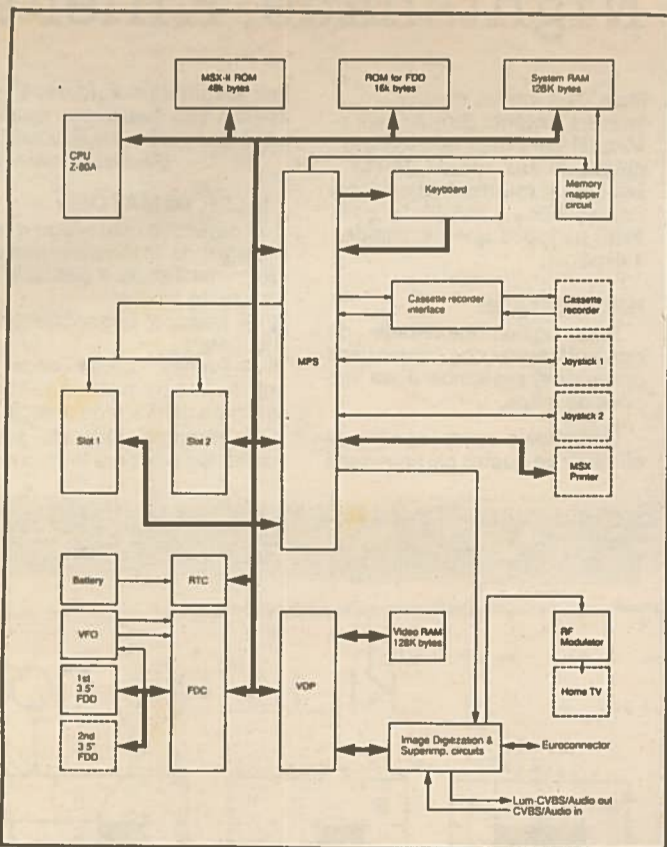 MSX-II ROM
48k bytes
ROM for FDD
16k bytes
System RAM
128K bytes
CPU
Z-80A
Keyboard
Memory
mapper
circuit
Cassette recorder
interface
Cassette
recorder
MPS
Joystick 1
Joystick 2
Slot 1
Slot 2
MSX
Printer
Battery
RTC
VFO
1st
3.5"
FDD
2nd
3.5"
FDD
FDC
VDP
Video RAM
128K bytes
RF
Modulator
Home TV
Image Digitization &
Superimp. circuits
Euroconnector
Lum-CVBS/Audio out
CVBS/Audio in